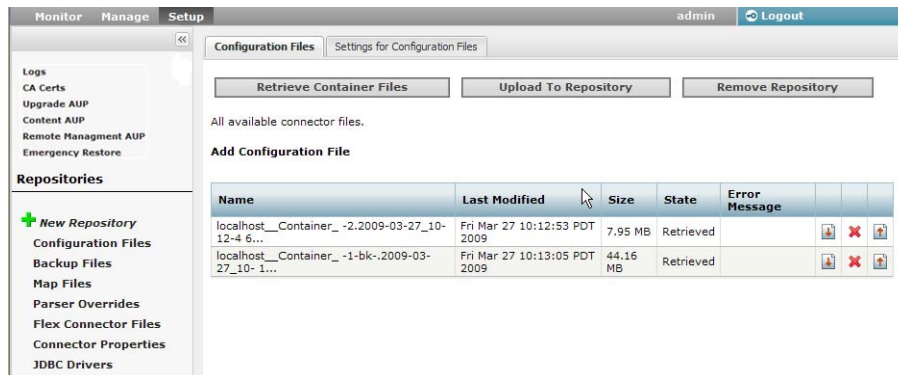 Monitor Manage Setup admin Logout
Configuration Files Settings for Configuration Files
Logs
CA Certs
Upgrade AUP
Content AUP
Remote Managment AUP
Emergency Restore
Repositories
New Repository
Configuration Files
Backup Files
Map Files
Parser Overrides
Flex Connector Files
Connector Properties
JDBC Drivers
Retrieve Container Files Upload To Repository Remove Repository
All available connector files.
Add Configuration File
Name Last Modified Size State Error Message
localhost__Container_ -2.2009-03-27_10-
12-4 6... Fri Mar 27 10:12:53 PDT
2009 7.95 MB Retrieved
localhost__Container_ -1-bk-.2009-03-
27_10- 1... Fri Mar 27 10:13:05 PDT
2009 44.16
MB Retrieved